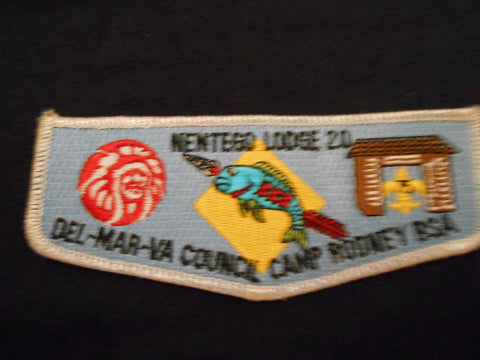 NENTEGO LODGE 20
DEL-MAR-VA COUNCIL CAMP RODNEY BSA